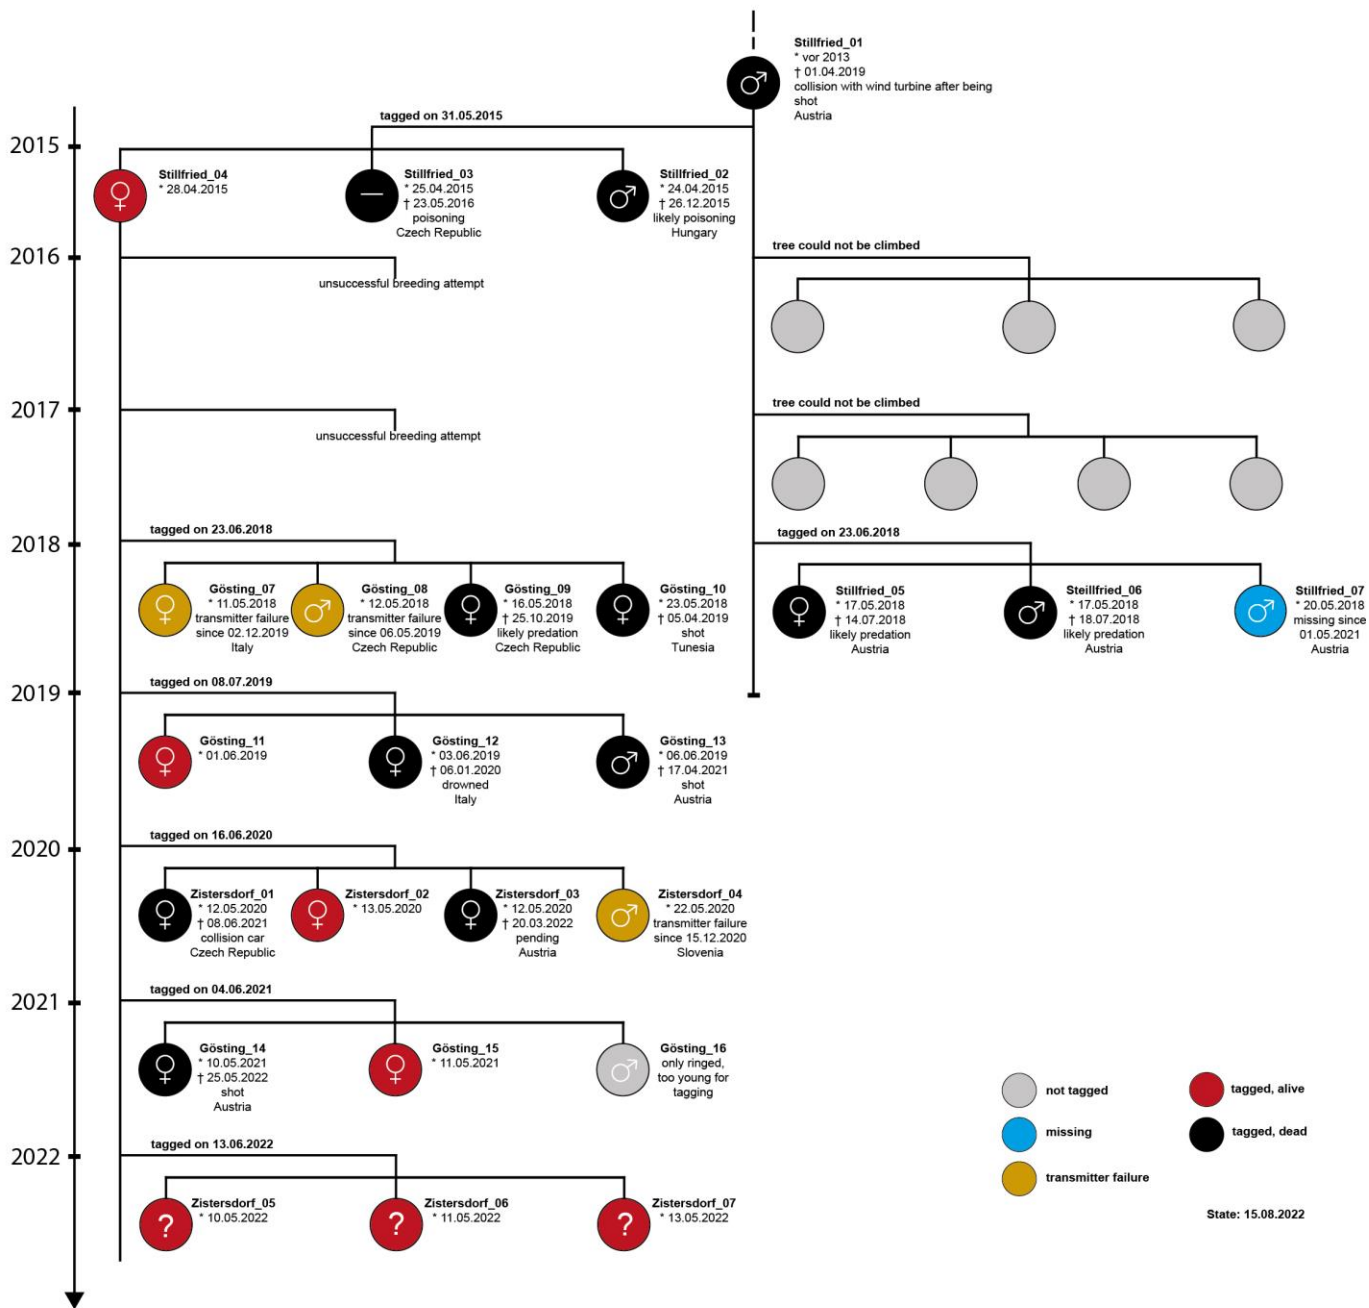 Stillfried_01
* vor 2013
† 01.04.2019
collision with wind turbine after being
shot
Austria
tagged on 31.05.2015
2015
Stillfried_04
* 28.04.2015
Stillfried_03
* 25.04.2015
† 23.05.2016
poisoning
Czech Republic
Stillfried_02
* 24.04.2015
† 26.12.2015
likely poisoning
Hungary
2016
unsuccessful breeding attempt
tree could not be climbed
2017
unsuccessful breeding attempt
tree could not be climbed
2018
tagged on 23.06.2018
Gösting_07
* 11.05.2018
transmitter failure
since 02.12.2019
Italy
Gösting_08
* 12.05.2018
transmitter failure
since 06.05.2019
Czech Republic
Gösting_09
* 16.05.2018
† 25.10.2019
likely predation
Czech Republic
Gösting_10
* 23.05.2018
† 05.04.2019
shot
Tunesia
tagged on 23.06.2018
Stillfried_05
* 17.05.2018
† 14.07.2018
likely predation
Austria
Steillfried_06
* 17.05.2018
† 18.07.2018
likely predation
Austria
Stillfried_07
* 20.05.2018
missing since
01.05.2021
Austria
2019
tagged on 08.07.2019
Gösting_11
* 01.06.2019
Gösting_12
* 03.06.2019
† 06.01.2020
drowned
Italy
Gösting_13
* 06.06.2019
† 17.04.2021
shot
Austria
2020
tagged on 16.06.2020
Zistersdorf_01
* 12.05.2020
† 08.06.2021
collision car
Czech Republic
Zistersdorf_02
* 13.05.2020
Zistersdorf_03
* 12.05.2020
† 20.03.2022
pending
Austria
Zistersdorf_04
* 22.05.2020
transmitter failure
since 15.12.2020
Slovenia
2021
tagged on 04.06.2021
Gösting_14
* 10.05.2021
† 25.05.2022
shot
Austria
Gösting_15
* 11.05.2021
Gösting_16
only ringed,
too young for
tagging
2022
tagged on 13.06.2022
Zistersdorf_05
* 10.05.2022
?
Zistersdorf_06
* 11.05.2022
?
Zistersdorf_07
* 13.05.2022
?
not tagged
missing
transmitter failure
tagged, alive
tagged, dead
State: 15.08.2022